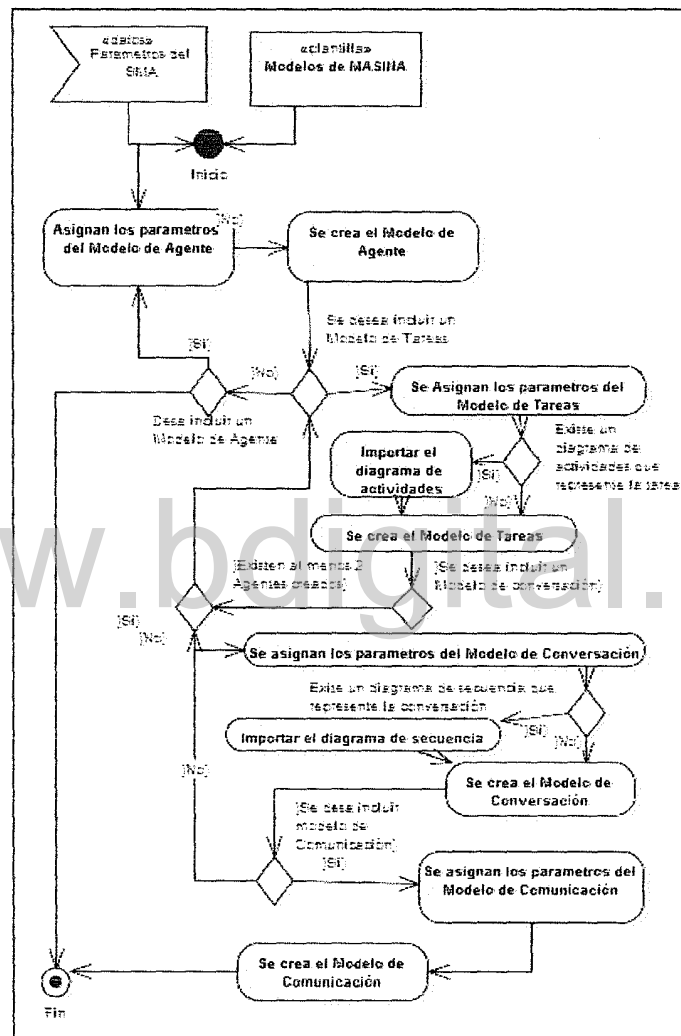 «datos»
Parametros del
SMA
«plantilla»
Modelos de MASINA
Inicio
Asignan los parametros
del Modelo de Agente
[No]
Se crea el Modelo de
Agente
Se desea incluir un
Modelo de Tareas
[Si]
[No]
[Si]
Se Asignan los parametros del
Modelo de Tareas
Dese incluir un
Modelo de Agente
Existe un
diagrama de
actividades que
represente la tarea
Importar el
diagrama de
actividades
[Si]
[No]
Se crea el Modelo de Tareas
[Existen al menos 2
Agentes creados]
[Se desea incluir un
Modelo de conversación]
w.bdigital.
[Si]
[No]
Se asignan los parametros del Modelo de Conversación
Existe un diagrama de secuencia que
represente la conversación
[Si]
[No]
Importar el diagrama de secuencia
[No]
Se crea el Modelo de
Conversación
[Se dese incluir
modelo de
Comunicación]
[Si]
Se asignan los parametros del
Modelo de Comunicación
Se crea el Modelo de
Comunicación
Fin